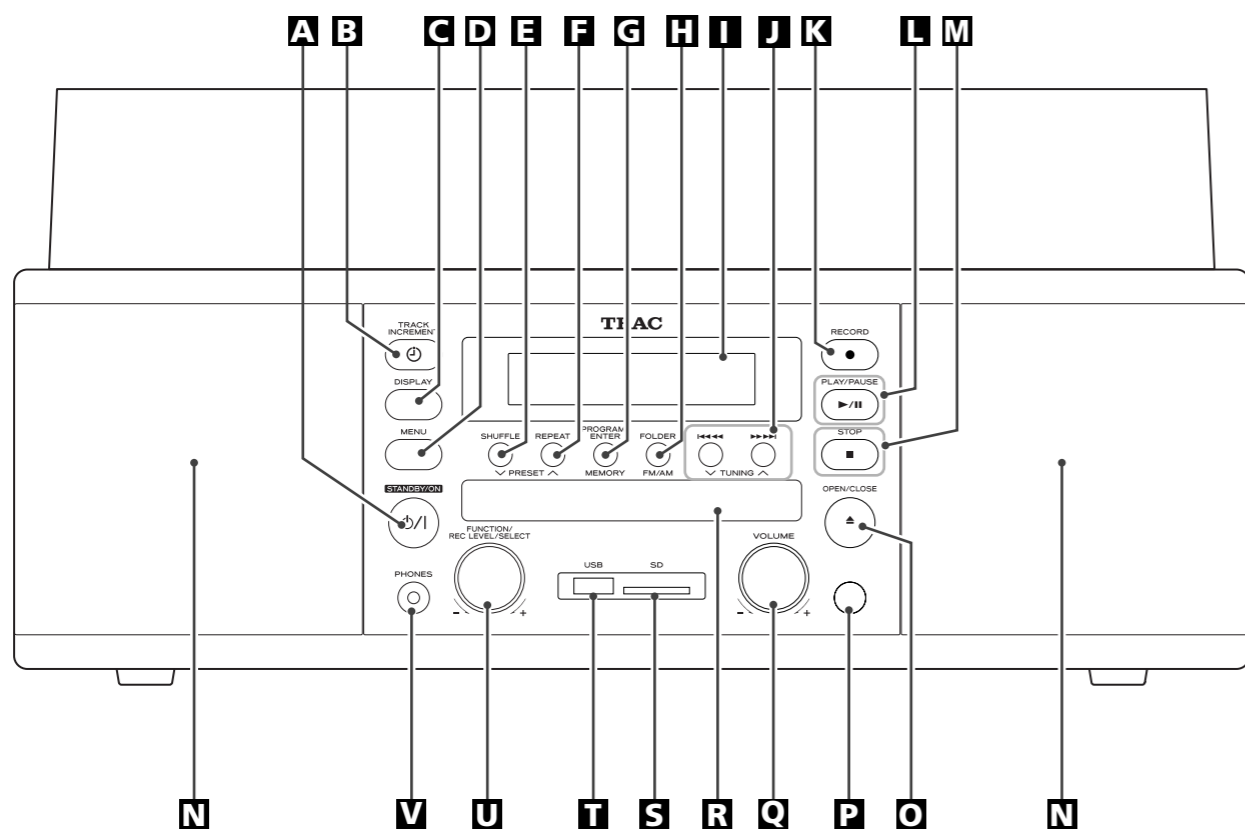 A B C D E F G H I J K L M
TEAC
TRACK
INCREMENT
RECORD
DISPLAY
PLAY/PAUSE
MENU
SHUFFLE
REPEAT
PROGRAM
ENTER
FOLDER
STOP
PRESET
MEMORY
FM/AM
TUNING
STANDBY/ON
OPEN/CLOSE
FUNCTION/
REC LEVEL/SELECT
VOLUME
PHONES
USB
SD
- +
- +
N V U T S R Q P O N